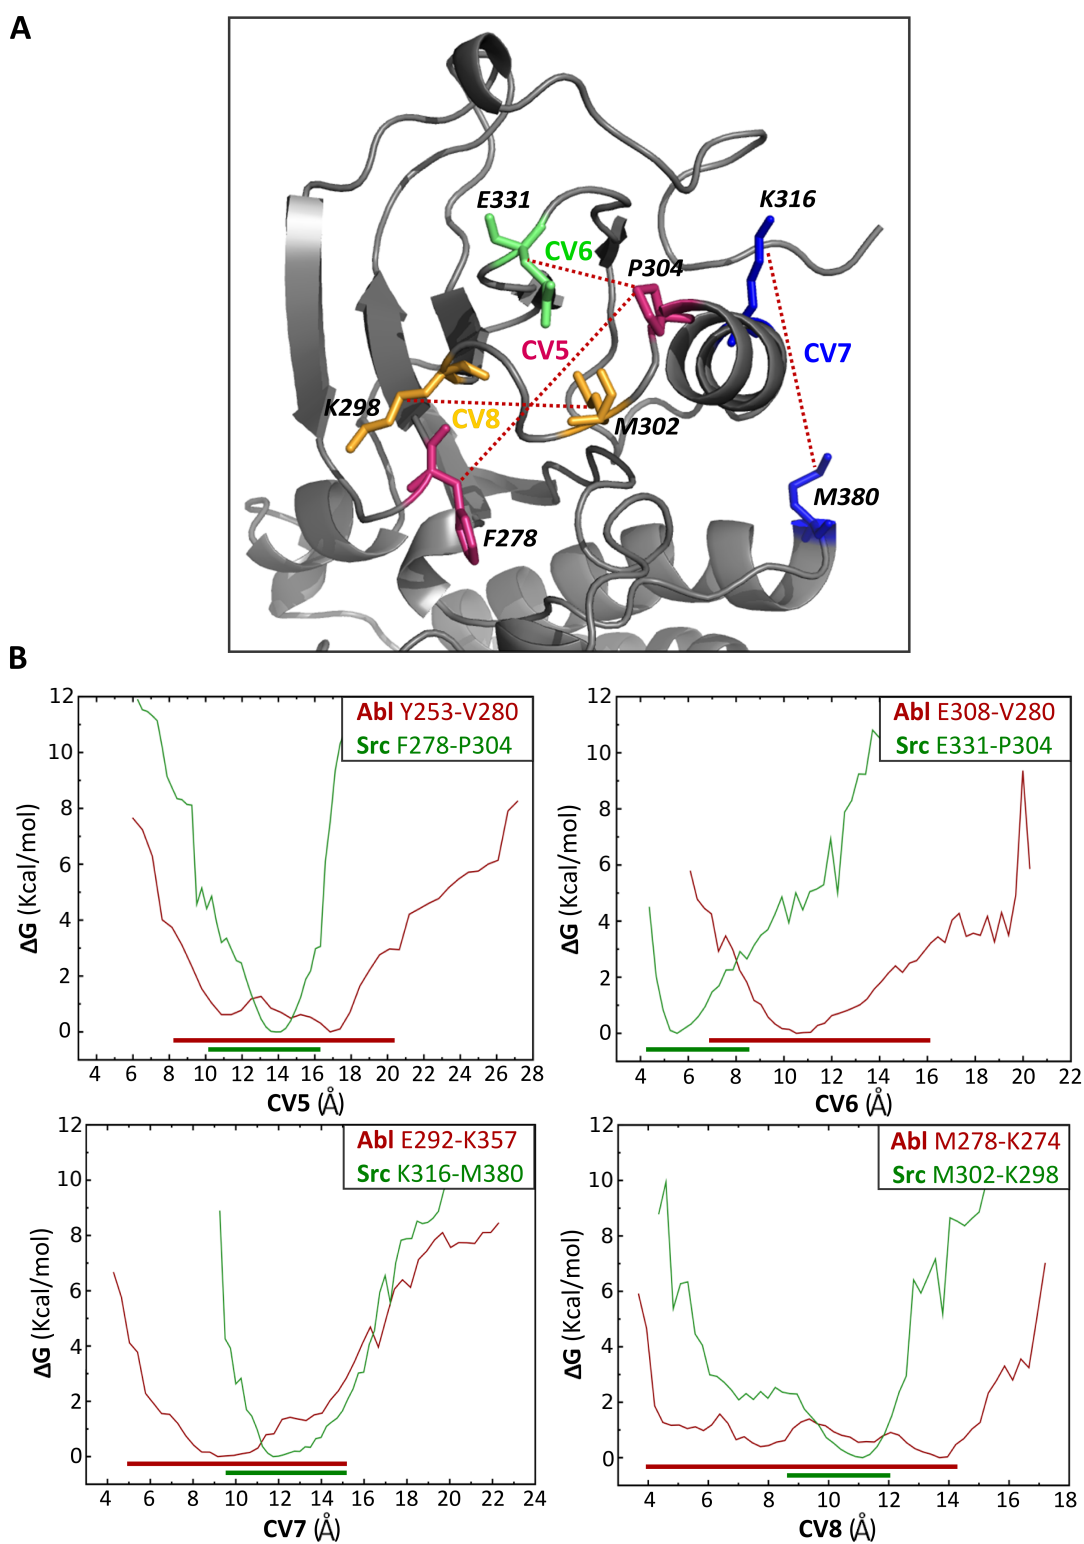 A
E331
K316
CV6
P304
CV5
CV7
K298
CV8
M302
M380
F278
B
12
10
8
6
4
2
0
ΔG (Kcal/mol)
Abl Y253-V280
Src F278-P304
4 6 8 10 12 14 16 18 20 22 24 26 28
CV5 (Å)
12
10
8
6
4
2
0
ΔG (Kcal/mol)
Abl E308-V280
Src E331-P304
4 6 8 10 12 14 16 18 20 22
CV6 (Å)
12
10
8
6
4
2
0
ΔG (Kcal/mol)
Abl E292-K357
Src K316-M380
4 6 8 10 12 14 16 18 20 22 24
CV7 (Å)
12
10
8
6
4
2
0
ΔG (Kcal/mol)
Abl M278-K274
Src M302-K298
4 6 8 10 12 14 16 18
CV8 (Å)